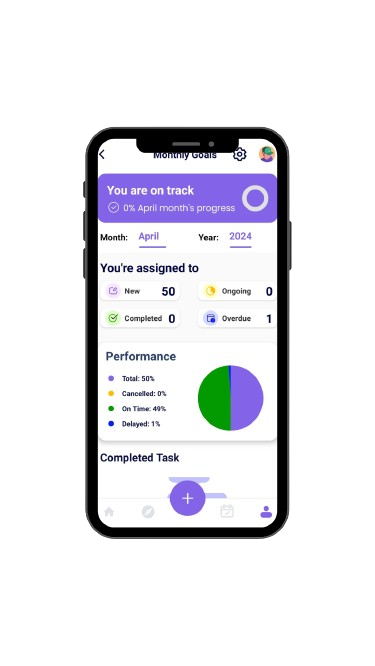 Monthly Goals
You are on track
0% April month's progress
Month: April Year: 2024
You're assigned to
New 50 Ongoing 0
Completed 0 Overdue 1
Performance
Total: 50%
Cancelled: 0%
On Time: 49%
Delayed: 1%
Completed Task